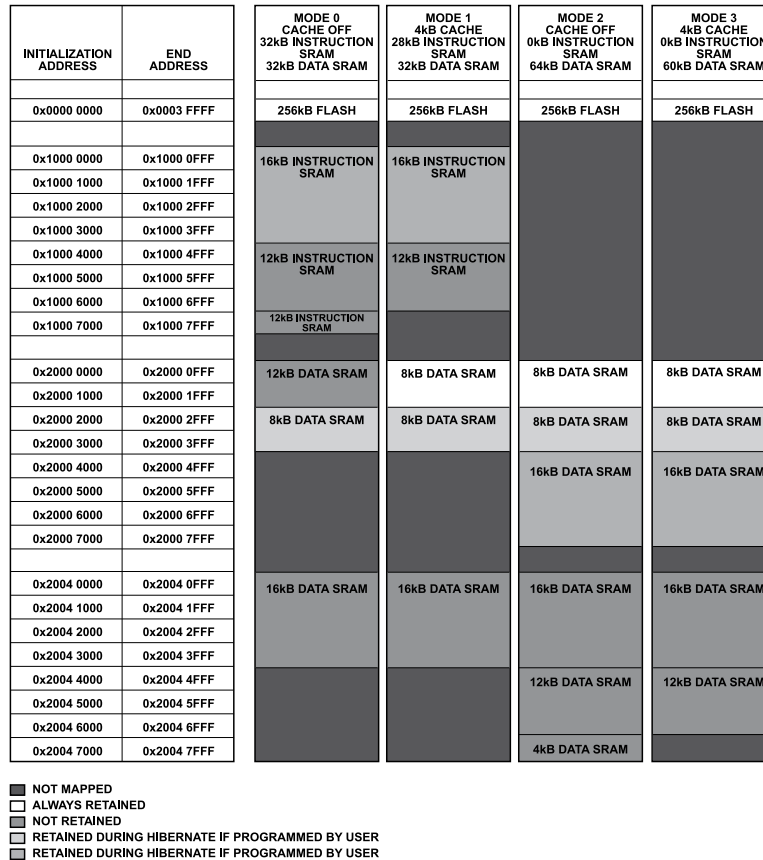 INITIALIZATION ADDRESS
END ADDRESS
MODE 0
CACHE OFF
32kB INSTRUCTION
SRAM
32kB DATA SRAM
MODE 1
4kB CACHE
28kB INSTRUCTION
SRAM
32kB DATA SRAM
MODE 2
CACHE OFF
0kB INSTRUCTION
SRAM
64kB DATA SRAM
MODE 3
4kB CACHE
0kB INSTRUCTION
SRAM
60kB DATA SRAM
0x0000 0000 0x0003 FFFF 256kB FLASH 256kB FLASH 256kB FLASH 256kB FLASH
0x1000 0000 0x1000 0FFF 16kB INSTRUCTION SRAM 16kB INSTRUCTION SRAM
0x1000 1000 0x1000 1FFF
0x1000 2000 0x1000 2FFF
0x1000 3000 0x1000 3FFF
0x1000 4000 0x1000 4FFF 12kB INSTRUCTION SRAM 12kB INSTRUCTION SRAM
0x1000 5000 0x1000 5FFF
0x1000 6000 0x1000 6FFF
0x1000 7000 0x1000 7FFF 12kB INSTRUCTION SRAM
0x2000 0000 0x2000 0FFF 12kB DATA SRAM 8kB DATA SRAM 8kB DATA SRAM 8kB DATA SRAM
0x2000 1000 0x2000 1FFF
0x2000 2000 0x2000 2FFF 8kB DATA SRAM 8kB DATA SRAM 8kB DATA SRAM 8kB DATA SRAM
0x2000 3000 0x2000 3FFF
0x2000 4000 0x2000 4FFF 16kB DATA SRAM 16kB DATA SRAM
0x2000 5000 0x2000 5FFF
0x2000 6000 0x2000 6FFF
0x2000 7000 0x2000 7FFF
0x2004 0000 0x2004 0FFF 16kB DATA SRAM 16kB DATA SRAM 16kB DATA SRAM 16kB DATA SRAM
0x2004 1000 0x2004 1FFF
0x2004 2000 0x2004 2FFF
0x2004 3000 0x2004 3FFF
0x2004 4000 0x2004 4FFF 12kB DATA SRAM 12kB DATA SRAM
0x2004 5000 0x2004 5FFF
0x2004 6000 0x2004 6FFF
0x2004 7000 0x2004 7FFF 4kB DATA SRAM
NOT MAPPED
ALWAYS RETAINED
NOT RETAINED
RETAINED DURING HIBERNATE IF PROGRAMMED BY USER
RETAINED DURING HIBERNATE IF PROGRAMMED BY USER